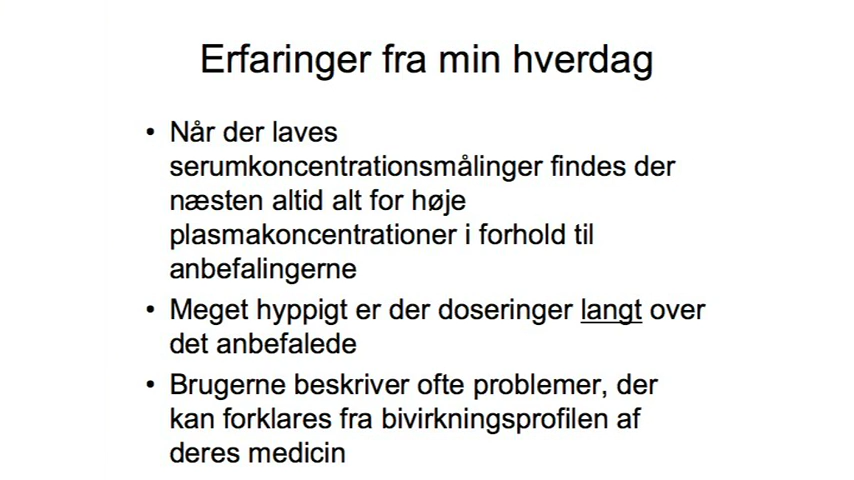 Erfaringer fra min hverdag
• Når der laves
serumkoncentrationsmålinger findes der
næsten altid alt for høje
plasmakoncentrationer i forhold til
anbefalingerne
• Meget hyppigt er der doseringer langt over
det anbefalede
• Brugerne beskriver ofte problemer, der
kan forklares fra bivirkningsprofilen af
deres medicin